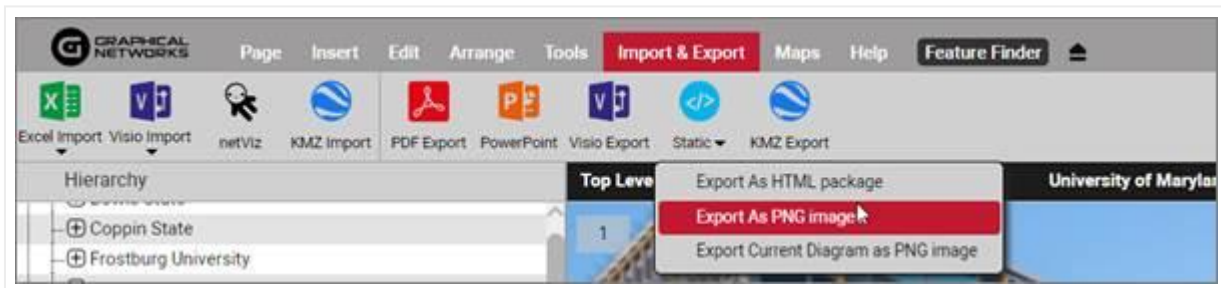 GRAPHICAL NETWORKS
Page Insert Edit Arrange Tools Import & Export Maps Help Feature Finder
Excel Import Visio Import netViz KMZ Import PDF Export PowerPoint Visio Export Static KMZ Export
Hierarchy
Top Leve
University of Maryla
Export As HTML package
Coppin State
1
Export As PNG image
Frostburg University
Export Current Diagram as PNG image